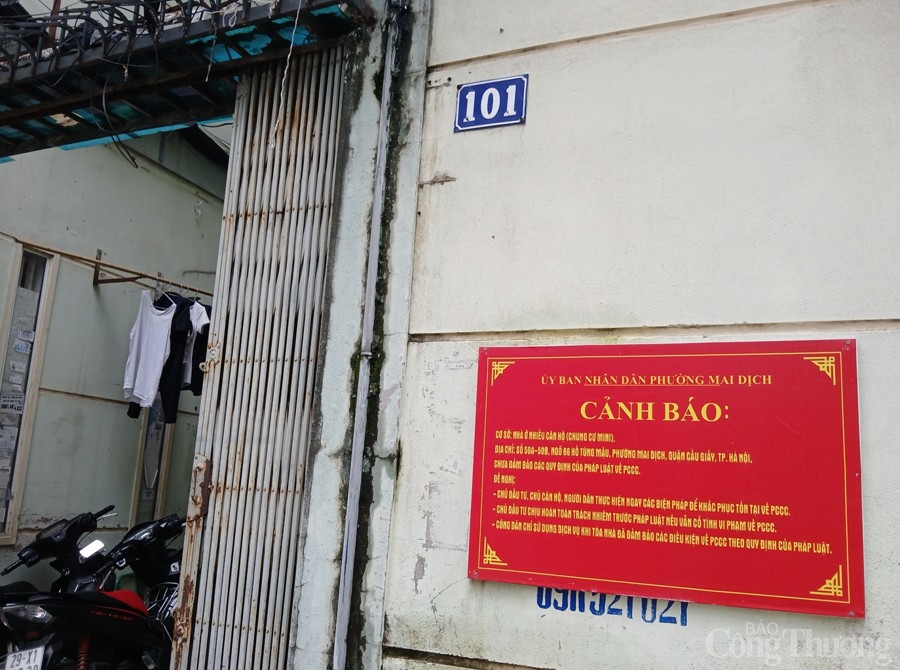 101
ỦY BAN NHÂN DÂN PHƯỜNG MAI DỊCH
CẢNH BÁO:
CƠ SỞ: NHÀ Ở NHIỀU CĂN HỘ (CHUNG CƯ MINI).
ĐỊA CHỈ: SỐ 50A-50B, NGÕ 66 HỒ TÙNG MẬU, PHƯỜNG MAI DỊCH, QUẬN CẦU GIẤY, TP. HÀ NỘI.
CHƯA ĐẢM BẢO CÁC QUY ĐỊNH CỦA PHÁP LUẬT VỀ PCCC.
ĐỀ NGHỊ:
- CHỦ ĐẦU TƯ, CHỦ CĂN HỘ, NGƯỜI DÂN THỰC HIỆN NGAY CÁC BIỆN PHÁP ĐỂ KHẮC PHỤC TỒN TẠI VỀ PCCC.
- CHỦ ĐẦU TƯ CHỊU HOÀN TOÀN TRÁCH NHIỆM TRƯỚC PHÁP LUẬT NẾU VẪN CỐ TÌNH VI PHẠM VỀ PCCC.
- CÔNG DÂN CHỈ SỬ DỤNG DỊCH VỤ KHI TÒA NHÀ ĐÃ ĐẢM BẢO CÁC ĐIỀU KIỆN VỀ PCCC THEO QUY ĐỊNH CỦA PHÁP LUẬT.
29-X1
BÁO
Công Thương